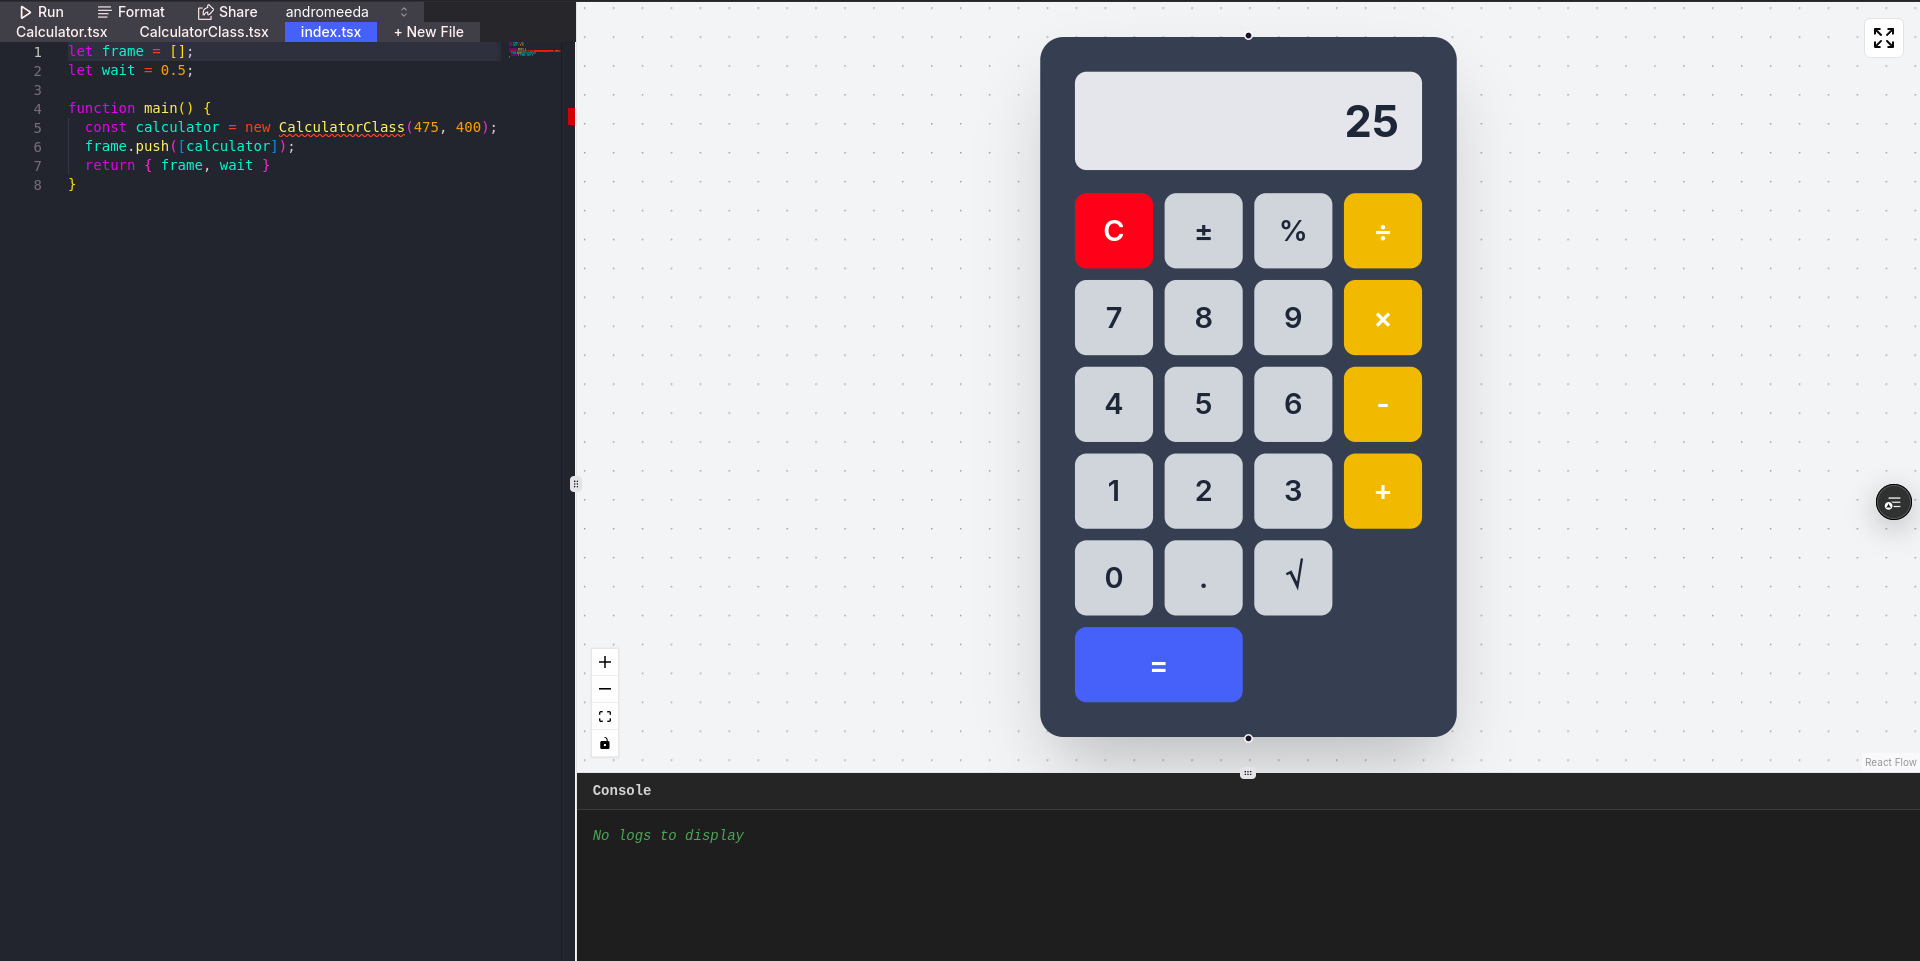 Run Format Share andromeeda
Calculator.tsx CalculatorClass.tsx index.tsx + New File
1 let frame = [];
2 let wait = 0.5;
3
4 function main() {
5 const calculator = new CalculatorClass(475, 400);
6 frame.push([calculator]);
7 return { frame, wait }
8 }
25
C ± % ÷
7 8 9 ×
4 5 6 -
1 2 3 +
0 . √
=
React Flow
Console
No logs to display